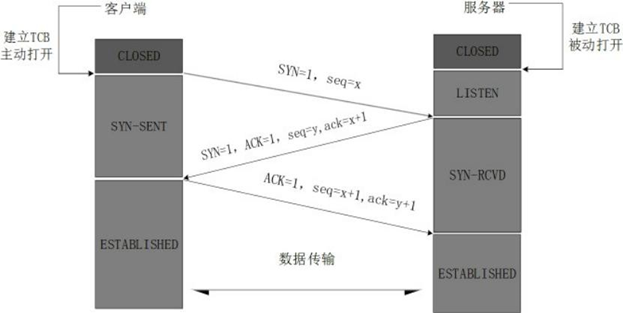 客户端
服务器
建立TCB
主动打开
建立TCB
被动打开
CLOSED
CLOSED
SYN=1, seq=x
LISTEN
SYN-SENT
SYN=1, ACK=1, seq=y,ack=x+1
SYN-RCVD
ACK=1, seq=x+1,ack=y+1
ESTABLISHED
数据传输
ESTABLISHED